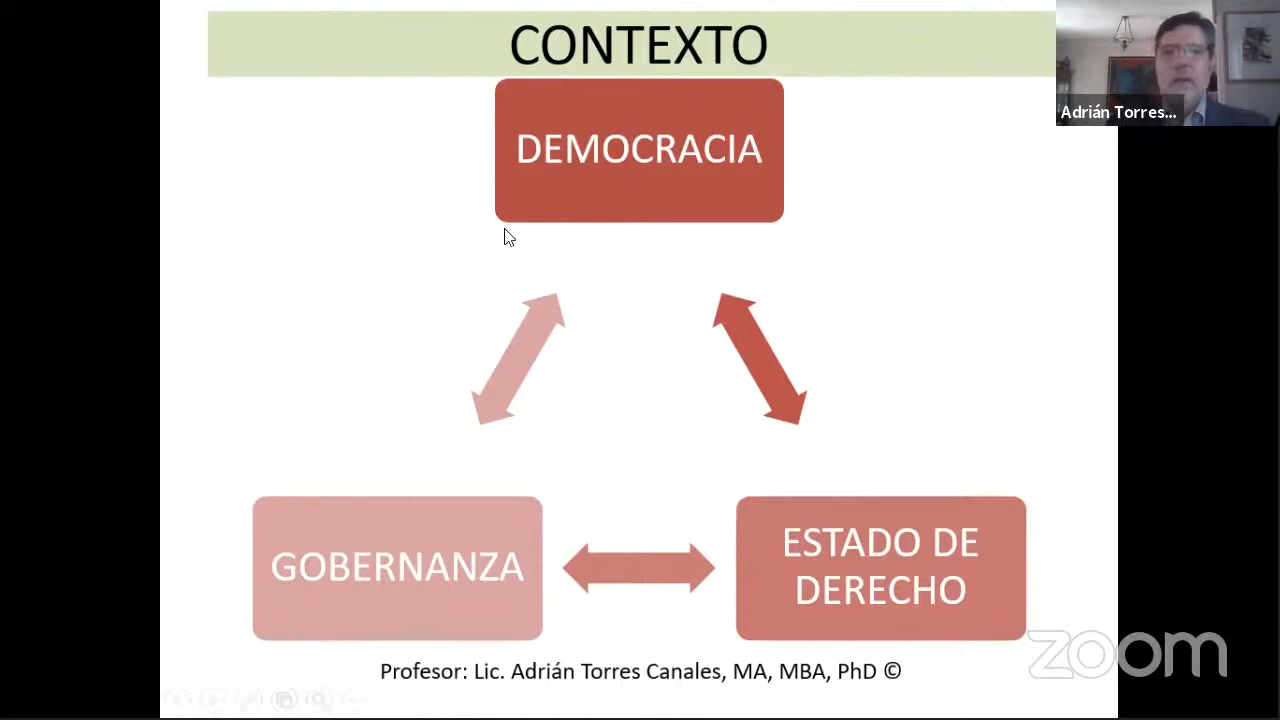 CONTEXTO
Adrián Torres...
DEMOCRACIA
GOBERNANZA
ESTADO DE
DERECHO
Profesor: Lic. Adrián Torres Canales, MA, MBA, PhD ©
zoom